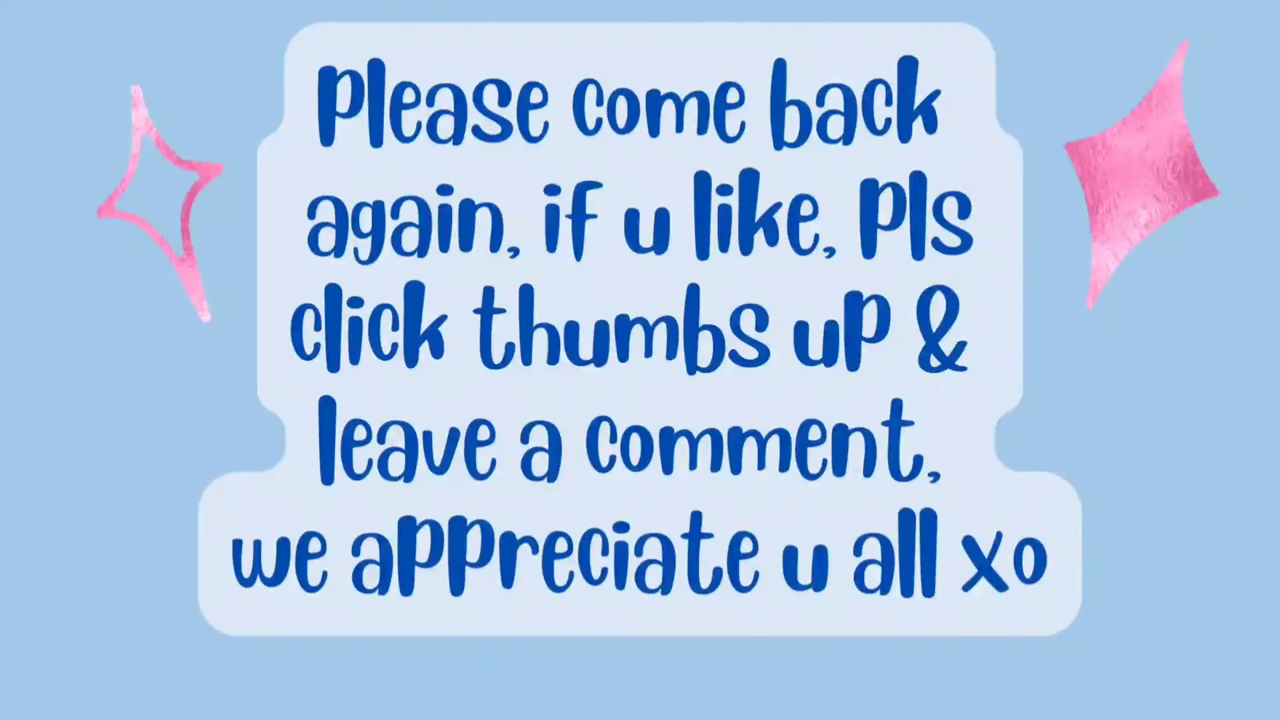 Please come back
again, if u like, Pls
click thumbs up &
leave a comment,
we appreciate u all xo